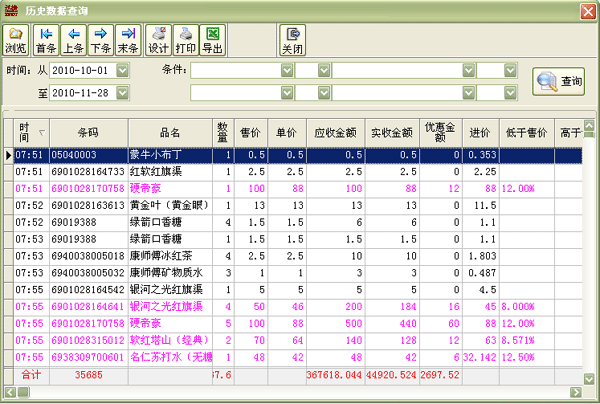 历史数据查询
浏览 首条 上条 下条 末条 设计 打印 导出 关闭
时间: 从 2010-10-01 条件:
至 2010-11-28 查询
时间 条码 品名 数量 售价 单价 应收金额 实收金额 优惠金额 进价 低于售价 高于
07:51 05040003 蒙牛小布丁 1 0.5 0.5 0.5 0.5 0 0.353
07:51 6901028164733 红软红旗渠 1 2.5 2.5 2.5 2.5 0 2.25
07:51 6901028170758 硬帝豪 1 100 88 100 88 12 88 12.00%
07:52 6901028163613 黄金叶（黄金眼） 1 13 13 13 13 0 11.5
07:52 69019388 绿箭口香糖 4 1.5 1.5 6 6 0 1.1
07:53 69019388 绿箭口香糖 1 1.5 1.5 1.5 1.5 0 1.1
07:53 6940038005018 康师傅冰红茶 4 2.5 2.5 10 10 0 1.803
07:53 6940038005032 康师傅矿物质水 3 1 1 3 3 0 0.487
07:55 6901028164542 银河之光红旗渠 1 5 5 5 5 0 4.5
07:55 6901028164641 银河之光红旗渠 4 50 46 200 184 16 45 8.000%
07:55 6901028170758 硬帝豪 5 100 88 500 440 60 88 12.00%
07:55 6901028315012 软红塔山（经典） 2 70 64 140 128 12 63 8.571%
07:55 6938309700601 名仁苏打水（无糖 1 48 42 48 42 6 32.142 12.50%
合计 35685 37.6 367618.044 44920.524 2697.52